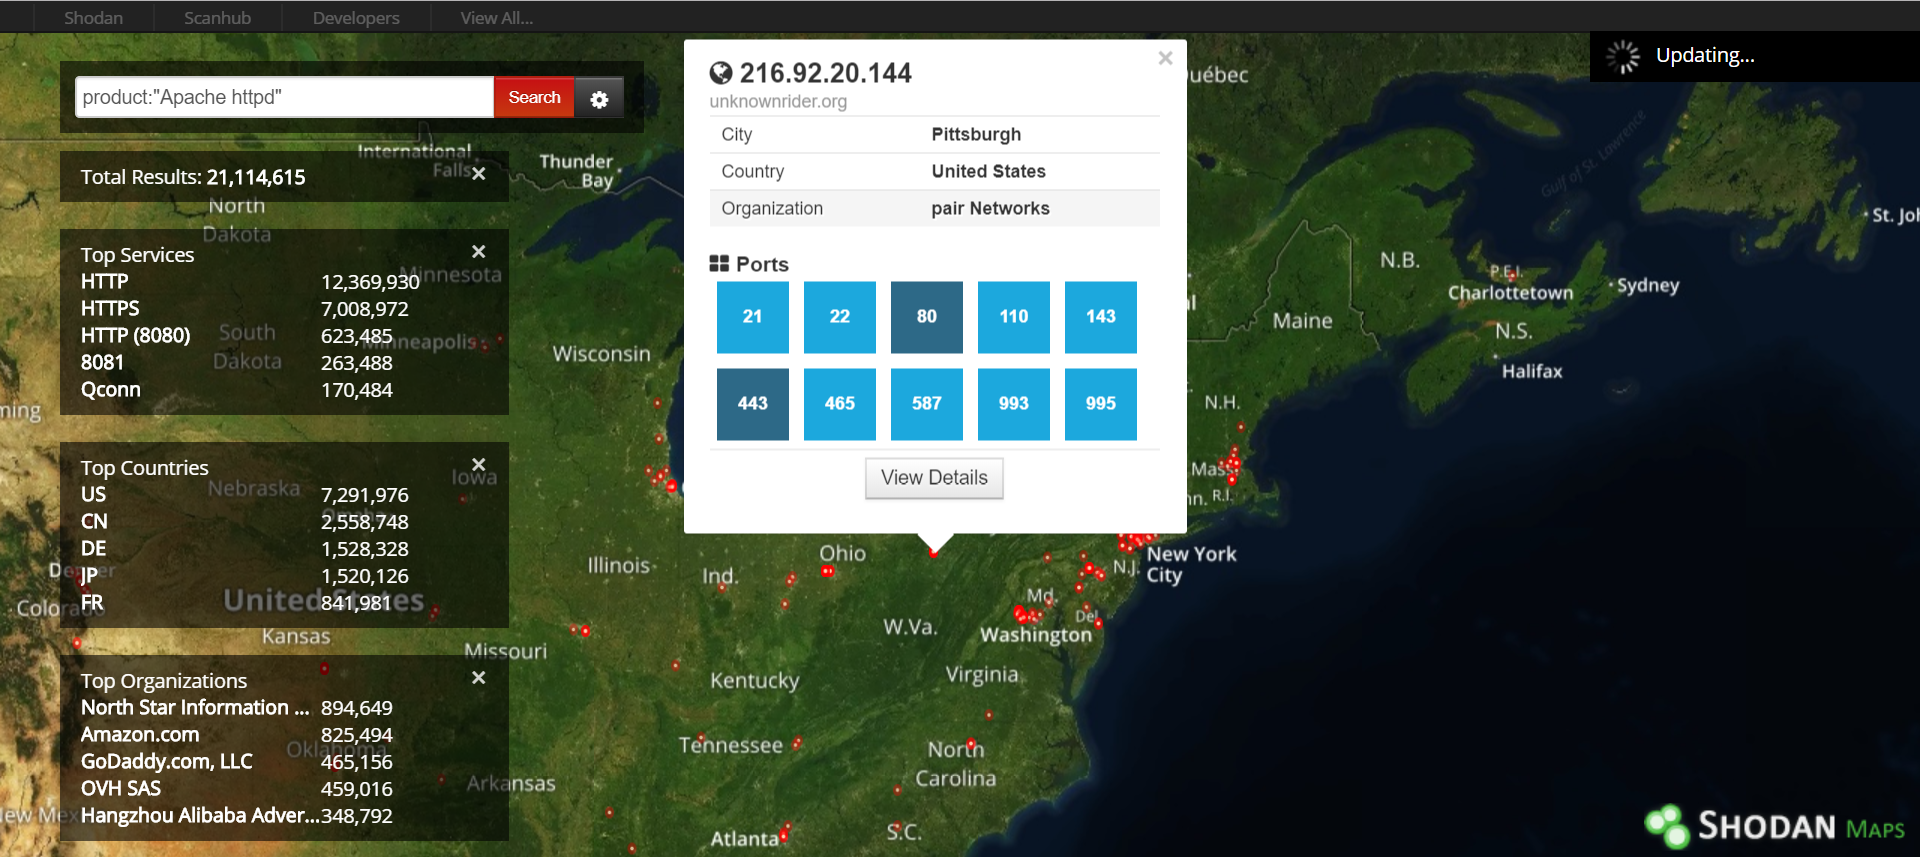 Shodan
Scanhub
Developers
View All...
Updating...
product:"Apache httpd"
Search
Total Results: 21,114,615
Top Services
HTTP 12,369,930
HTTPS 7,008,972
HTTP (8080) 623,485
8081 263,488
Qconn 170,484
Top Countries
US 7,291,976
CN 2,558,748
DE 1,528,328
JP 1,520,126
FR 841,981
Top Organizations
North Star Information ... 894,649
Amazon.com 825,494
GoDaddy.com, LLC 465,156
OVH SAS 459,016
Hangzhou Alibaba Adver... 348,792
216.92.20.144
unknownrider.org
City Pittsburgh
Country United States
Organization pair Networks
Ports
21 22 80 110 143
443 465 587 993 995
View Details
International
Falls
Thunder
Bay
North
Dakota
Minnesota
South
Dakota
Minneapolis
Wisconsin
Nebraska
Iowa
Omaha
Denver
Colorado
United States
Kansas
Missouri
Illinois
Ind.
Ohio
W.Va.
Kentucky
Virginia
Tennessee
North
Carolina
Oklahoma
Arkansas
Atlanta
S.C.
Md.
Del.
Washington
N.J.
New York
City
Mass.
R.I.
N.H.
Maine
N.B.
P.E.I.
Charlottetown
Sydney
N.S.
Halifax
Gulf of St. Lawrence
uébec
St. Joh
ming
New Mex
nn.
SHODAN MAPS